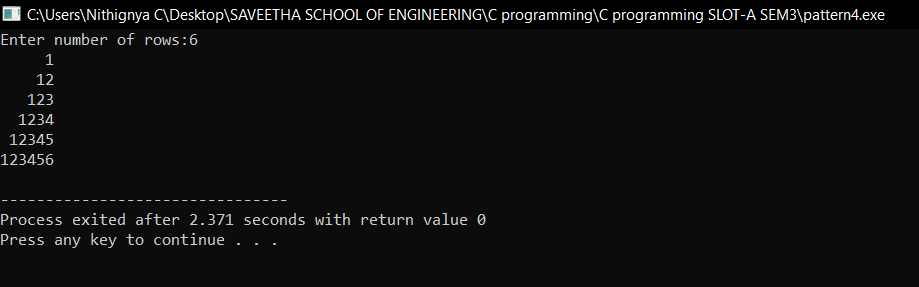 C:\Users\Nithignya C\Desktop\SAVEETHA SCHOOL OF ENGINEERING\C programming\C programming SLOT-A SEM3\pattern4.exe
Enter number of rows:6
     1
    12
   123
  1234
 12345
123456
--------------------------------
Process exited after 2.371 seconds with return value 0
Press any key to continue . . .